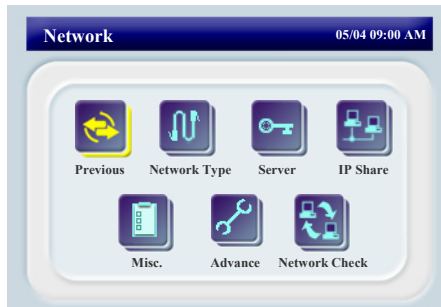 Network 05/04 09:00 AM
Previous Network Type Server IP Share
Misc. Advance Network Check